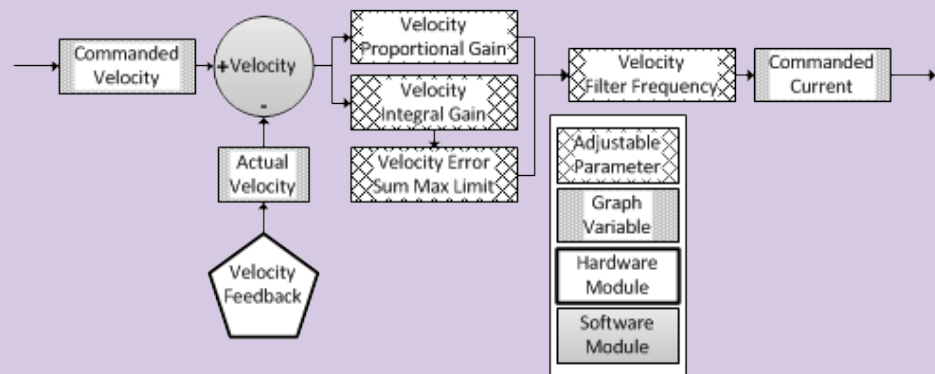 Commanded
Velocity
+Velocity
-
Velocity
Proportional Gain
Velocity
Integral Gain
Velocity Error
Sum Max Limit
Velocity
Filter Frequency
Commanded
Current
Actual
Velocity
Velocity
Feedback
Adjustable
Parameter
Graph
Variable
Hardware
Module
Software
Module